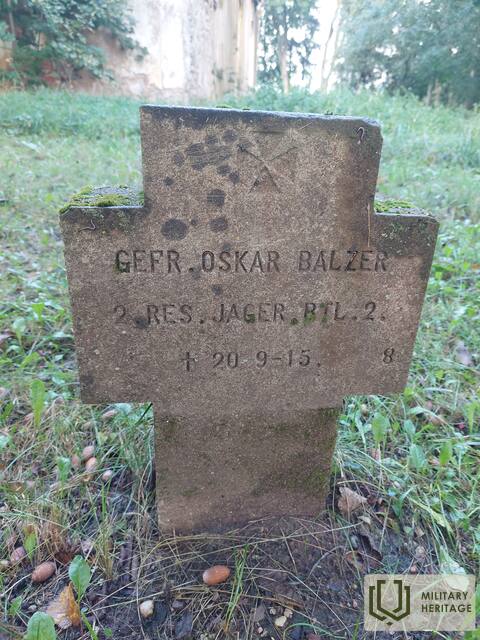 GEFR. OSKAR BALZER
2. RES. JAGER. BTL. 2.
† 20-9-15. 8
MILITARY
HERITAGE